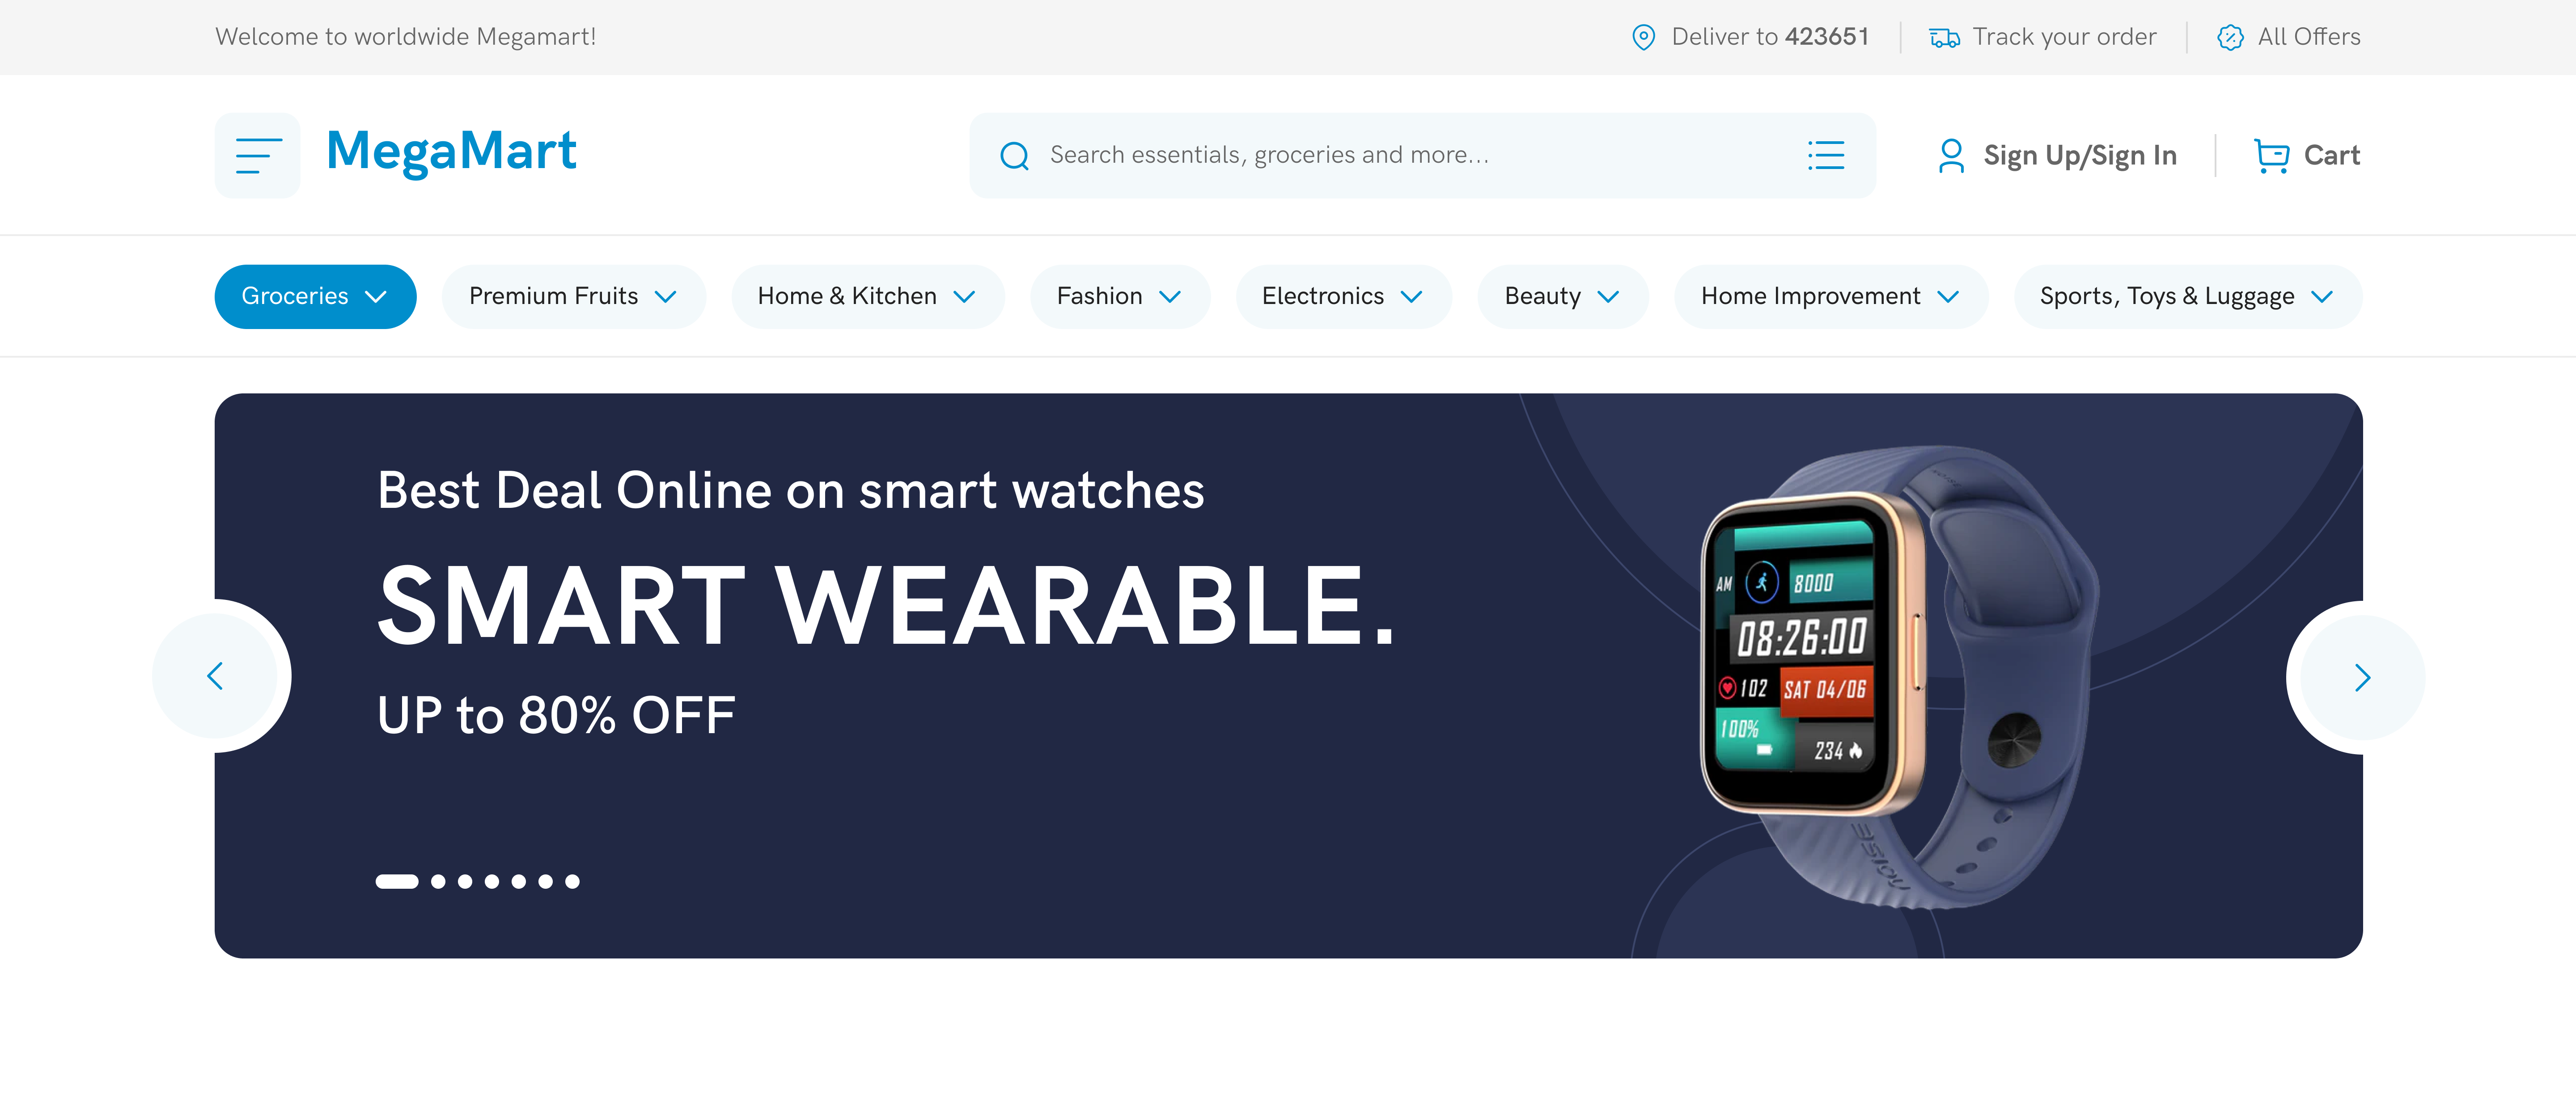 Welcome to worldwide Megamart!
Deliver to 423651
Track your order
All Offers
MegaMart
Search essentials, groceries and more...
Sign Up/Sign In
Cart
Groceries
Premium Fruits
Home & Kitchen
Fashion
Electronics
Beauty
Home Improvement
Sports, Toys & Luggage
Best Deal Online on smart watches
SMART WEARABLE.
UP to 80% OFF
AM
8000
08:26:00
102
SAT 04/06
100%
234
noise